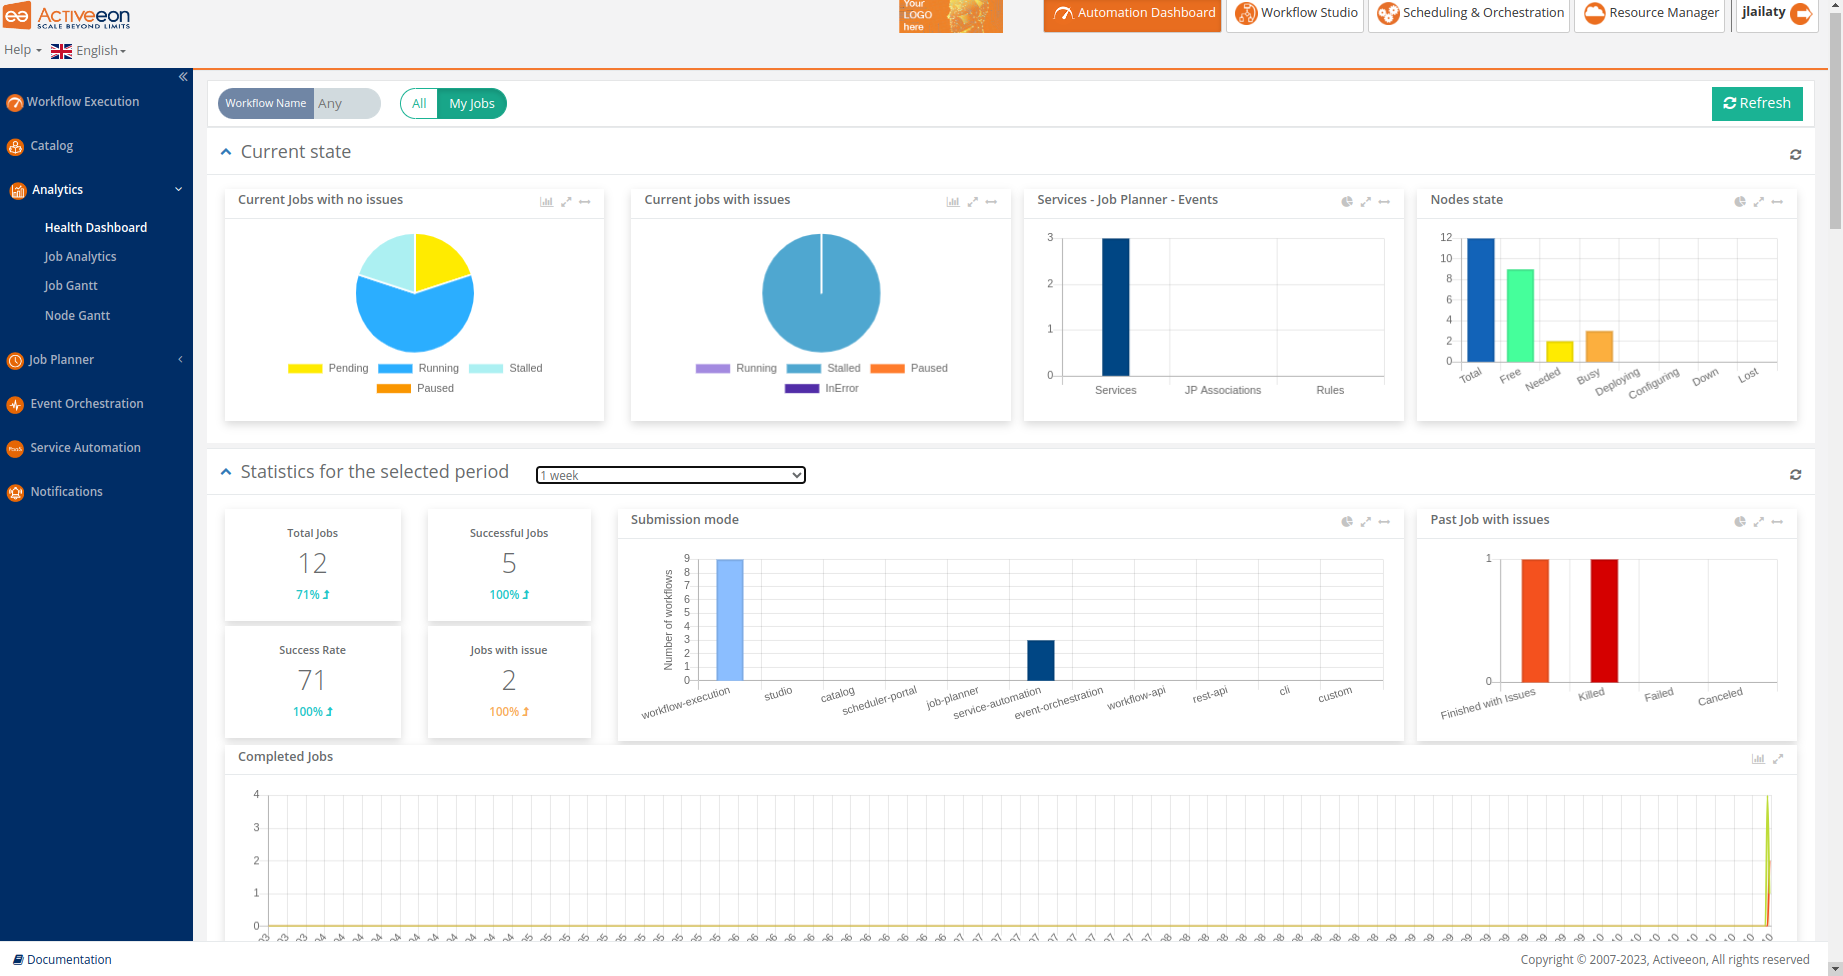 Activeeon
SCALE BEYOND LIMITS
Your
LOGO
here
Automation Dashboard
Workflow Studio
Scheduling & Orchestration
Resource Manager
jlailaty
Help
English
Workflow Execution
Catalog
Analytics
Health Dashboard
Job Analytics
Job Gantt
Node Gantt
Job Planner
Event Orchestration
PaaS
Service Automation
Notifications
Workflow Name
Any
All
My Jobs
Refresh
Current state
Current Jobs with no issues
Pending
Running
Stalled
Paused
Current jobs with issues
Running
Stalled
Paused
InError
Services - Job Planner - Events
3
2
1
0
Services
JP Associations
Rules
Nodes state
12
10
8
6
4
2
0
Total
Free
Needed
Busy
Deploying
Configuring
Down
Lost
Statistics for the selected period
1 week
Total Jobs
12
71%
Successful Jobs
5
100%
Success Rate
71
100%
Jobs with issue
2
100%
Submission mode
Number of workflows
9
8
7
6
5
4
3
2
1
0
workflow-execution
studio
catalog
scheduler-portal
job-planner
service-automation
event-orchestration
workflow-api
rest-api
cli
custom
Past Job with issues
1
0
Finished with Issues
Killed
Failed
Canceled
Completed Jobs
4
3
2
1
0
Documentation
Copyright © 2007-2023, Activeeon, All rights reserved